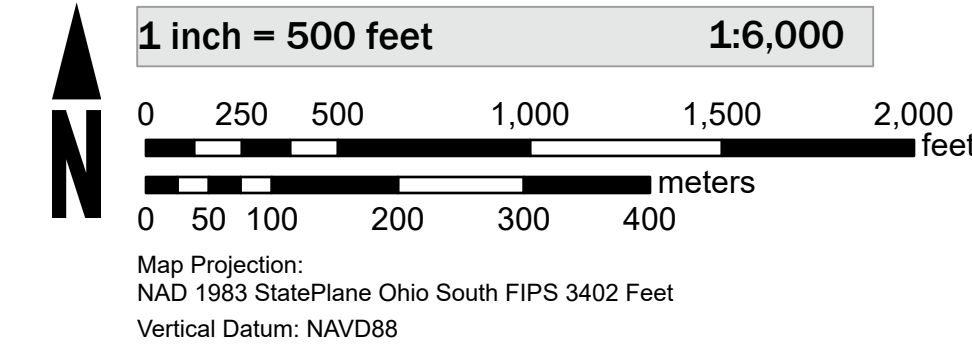 1 inch = 500 feet 1:6,000
0 250 500 1,000 1,500 2,000
feet
meters
0 50 100 200 300 400
N
Map Projection:
NAD 1983 StatePlane Ohio South FIPS 3402 Feet
Vertical Datum: NAVD88